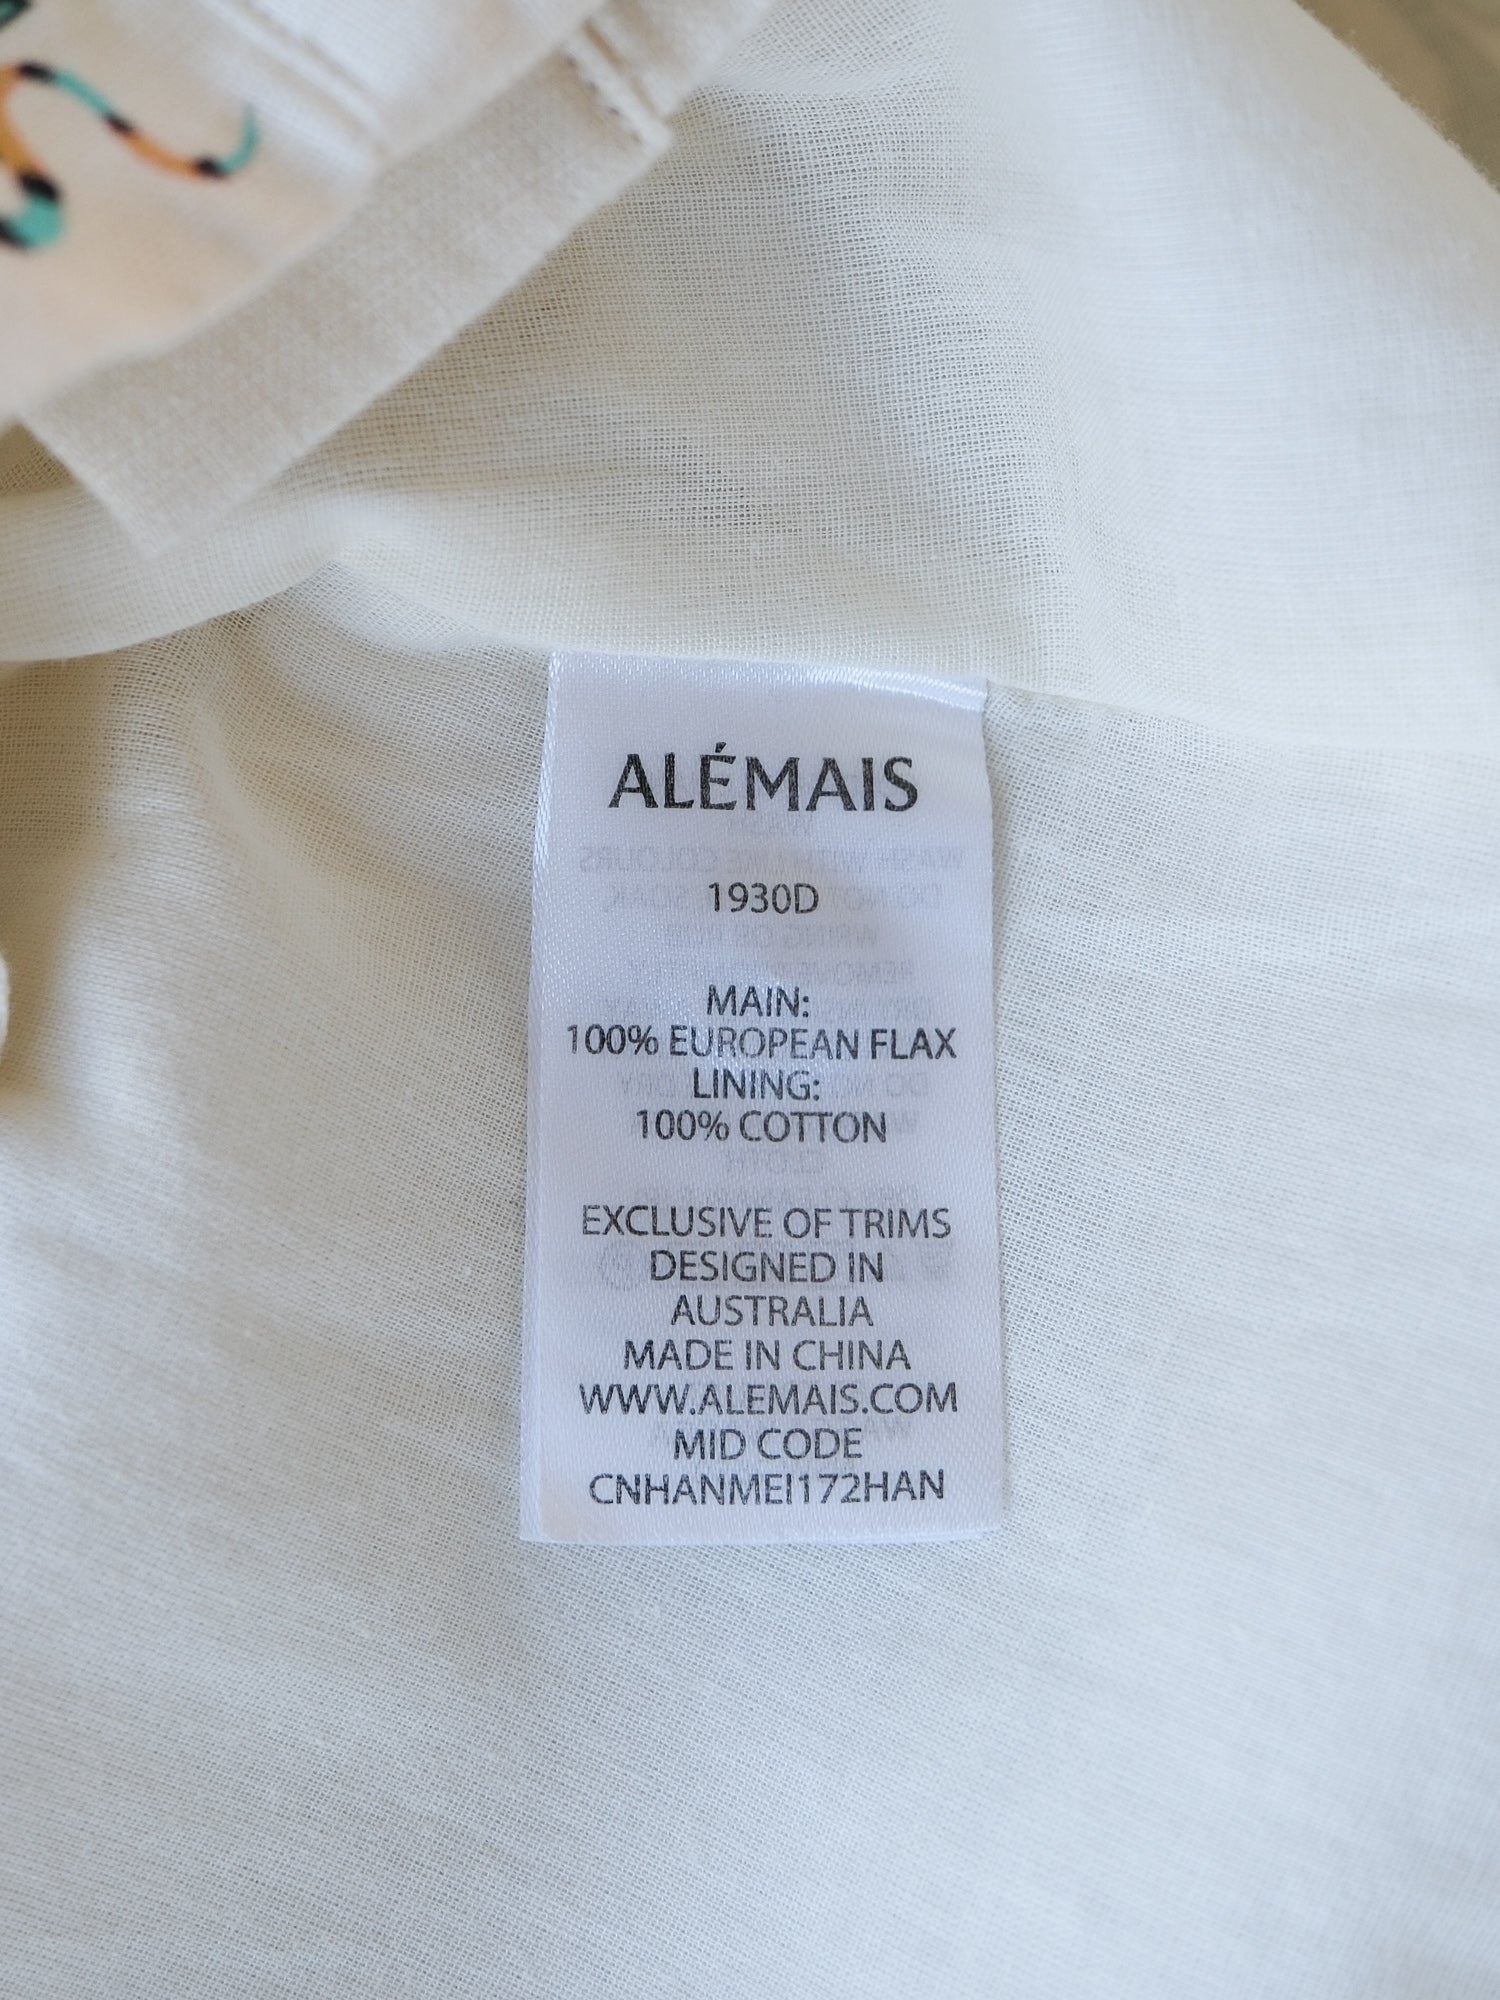 ALÉMAIS
1930D
MAIN:
100% EUROPEAN FLAX
LINING:
100% COTTON
EXCLUSIVE OF TRIMS
DESIGNED IN
AUSTRALIA
MADE IN CHINA
WWW.ALEMAIS.COM
MID CODE
CNHANMEI172HAN